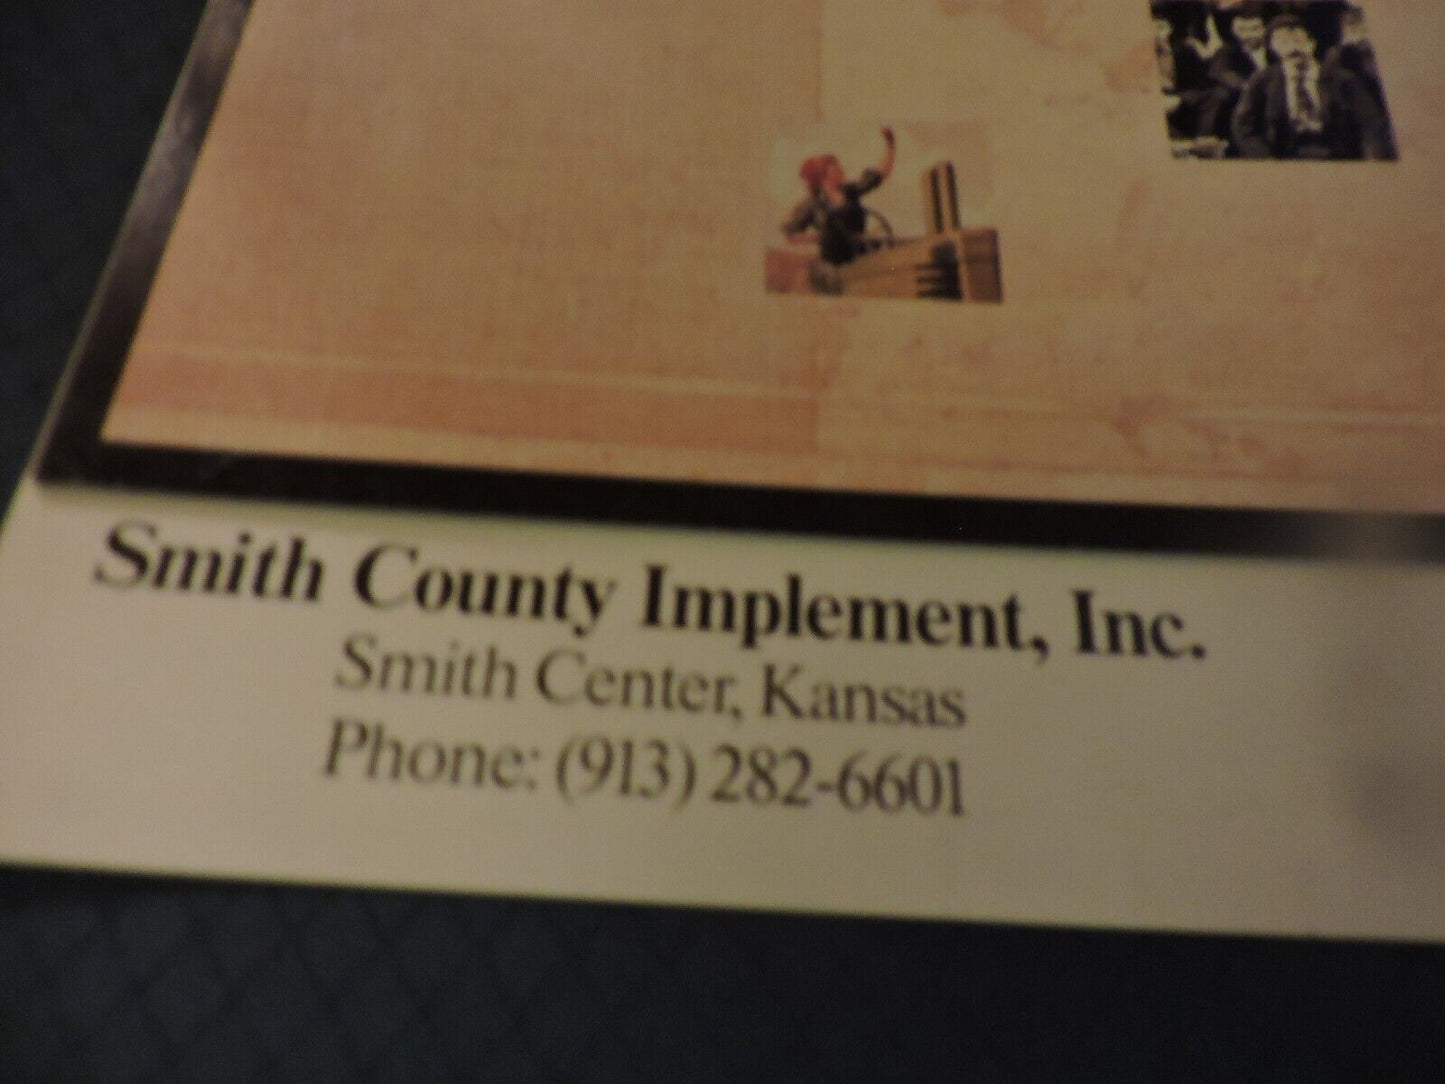 Smith County Implement, Inc.
Smith Center, Kansas
Phone: (913) 282-6601